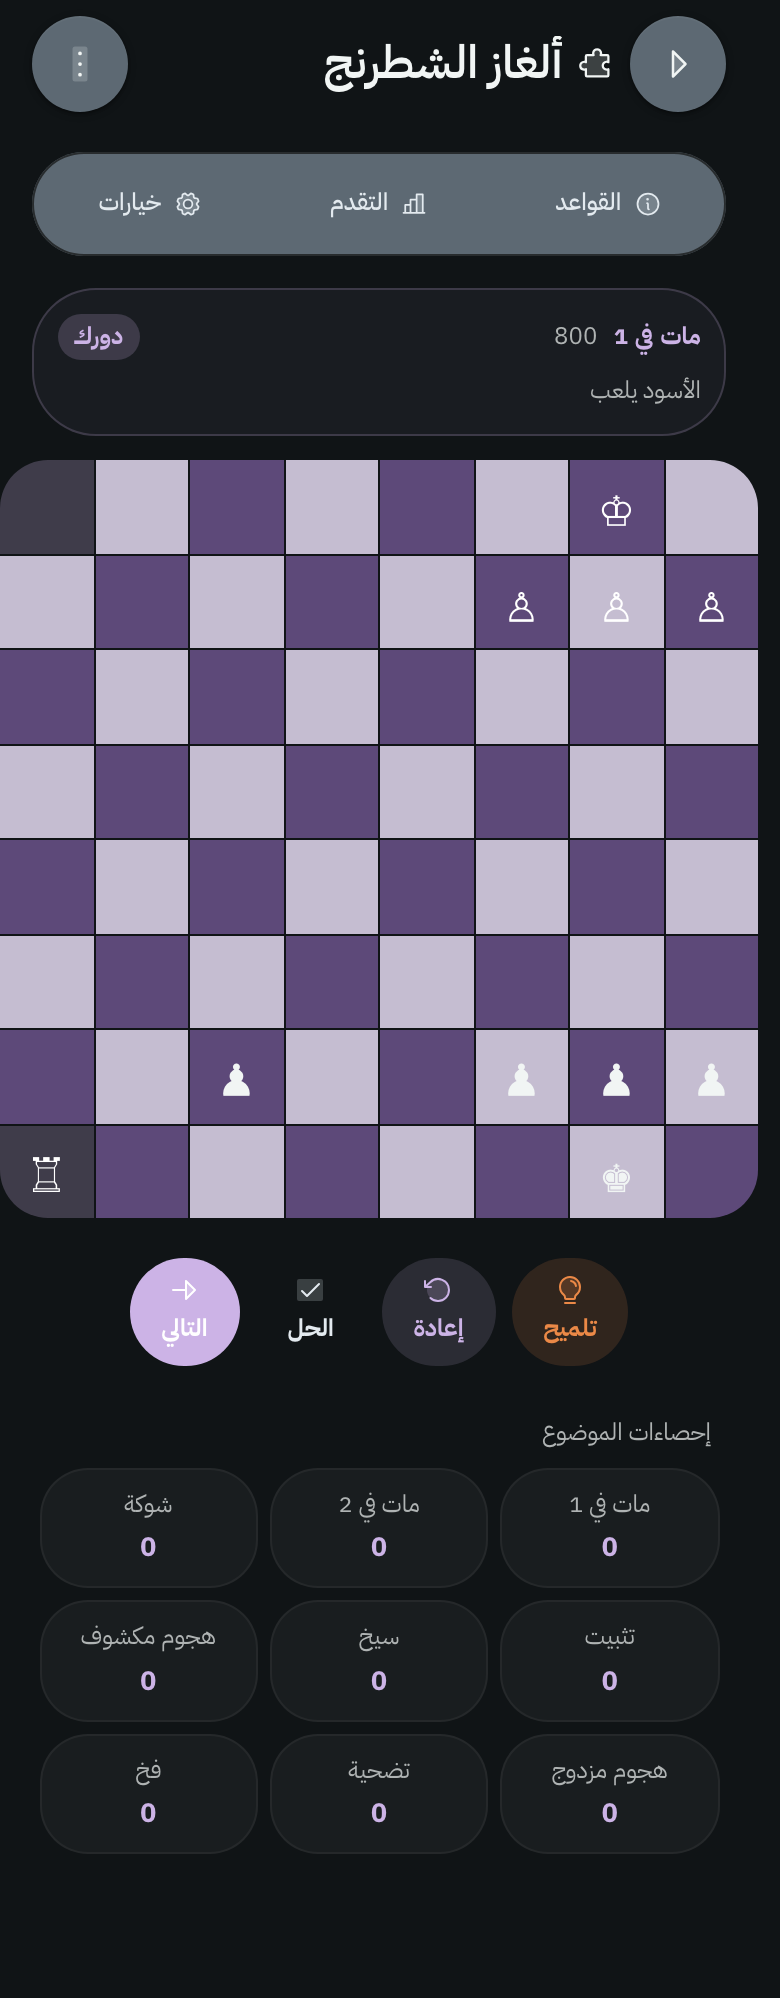 ألغاز الشطرنج
القواعد
التقدم
خيارات
مات في 1 800 دورك
الأسود يلعب
تلميح
إعادة
الحل
التالي
إحصاءات الموضوع
مات في 1
0
مات في 2
0
شوكة
0
تثبيت
0
سيخ
0
هجوم مكشوف
0
هجوم مزدوج
0
تضحية
0
فخ
0